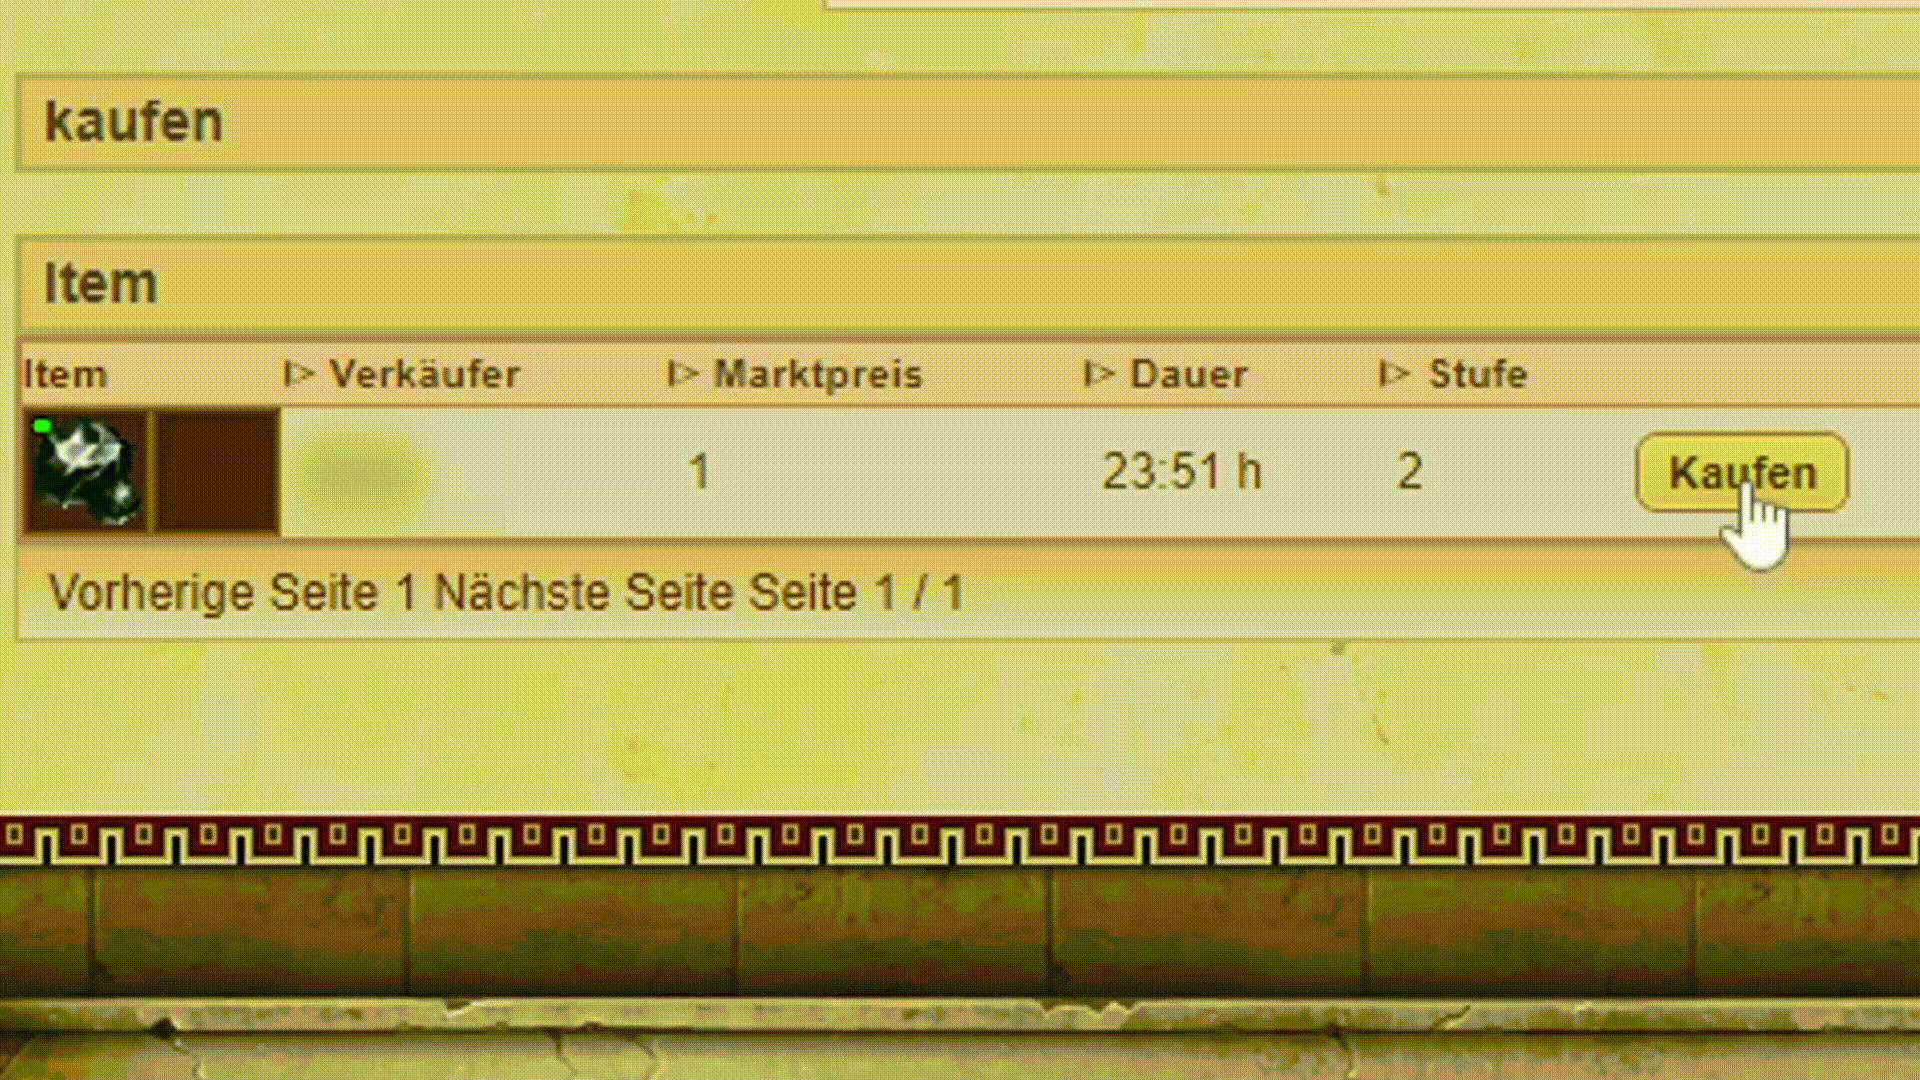 kaufen
Item
Item Verkäufer Marktpreis Dauer Stufe
1 23:51 h 2 Kaufen
Vorherige Seite 1 Nächste Seite Seite 1 / 1